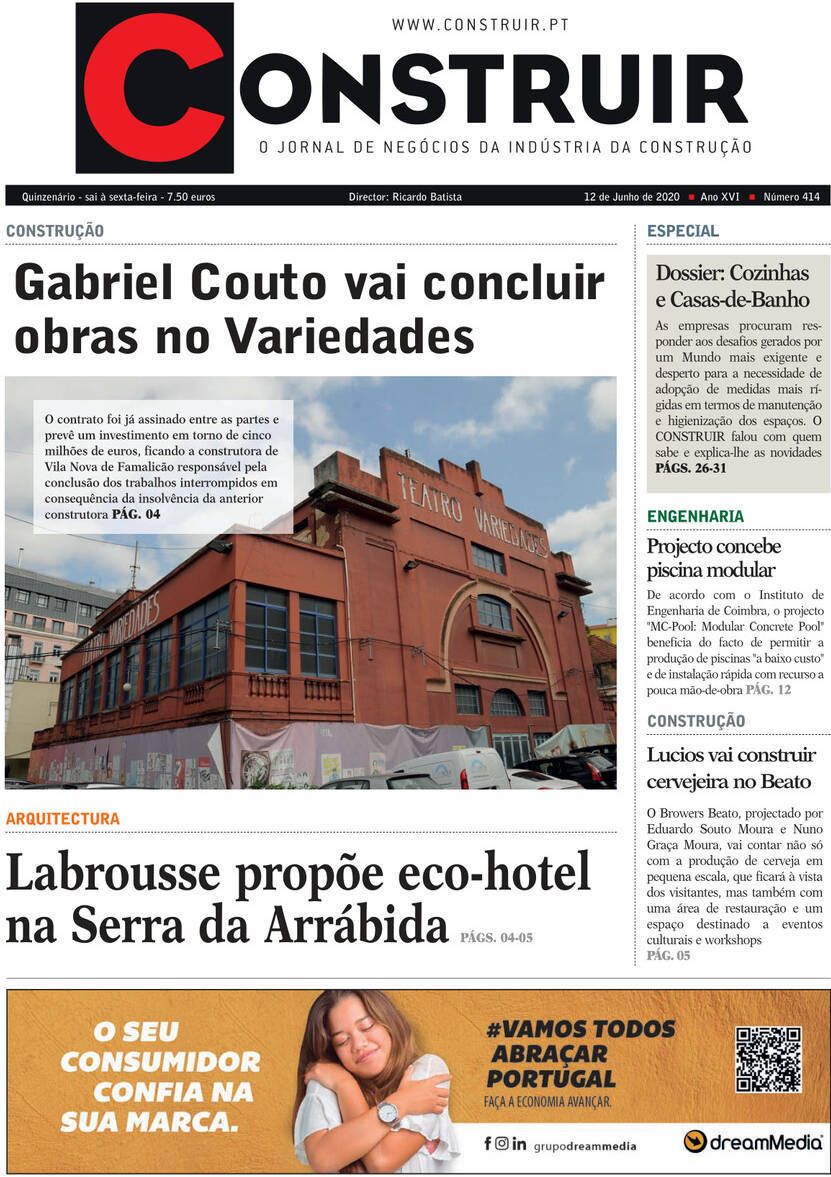 WWW.CONSTRUIR.PT
CONSTRUIR
O JORNAL DE NEGÓCIOS DA INDÚSTRIA DA CONSTRUÇÃO
Quinzenário - sai à sexta-feira - 7.50 euros
Director: Ricardo Batista
12 de Junho de 2020 ■ Ano XVI ■ Número 414
CONSTRUÇÃO
Gabriel Couto vai concluir
obras no Variedades
O contrato foi já assinado entre as partes e
prevê um investimento em torno de cinco
milhões de euros, ficando a construtora de
Vila Nova de Famalicão responsável pela
conclusão dos trabalhos interrompidos em
consequência da insolvência da anterior
construtora PÁG. 04
TEATRO VARIEDADES
TEATRO VARIEDADES
ARQUITECTURA
Labrousse propõe eco-hotel
na Serra da Arrábida PÁGS. 04-05
ESPECIAL
Dossier: Cozinhas
e Casas-de-Banho
As empresas procuram res-
ponder aos desafios gerados por
um Mundo mais exigente e
desperto para a necessidade de
adopção de medidas mais rí-
gidas em termos de manutenção
e higienização dos espaços. O
CONSTRUIR falou com quem
sabe e explica-lhe as novidades
PÁGS. 26-31
ENGENHARIA
Projecto concebe
piscina modular
De acordo com o Instituto de
Engenharia de Coimbra, o projecto
"MC-Pool: Modular Concrete Pool"
beneficia do facto de permitir a
produção de piscinas "a baixo custo"
e de instalação rápida com recurso a
pouca mão-de-obra PÁG. 12
CONSTRUÇÃO
Lucios vai construir
cervejeira no Beato
O Browers Beato, projectado por
Eduardo Souto Moura e Nuno
Graça Moura, vai contar não só
com a produção de cerveja em
pequena escala, que ficará à vista
dos visitantes, mas também com
uma área de restauração e um
espaço destinado a eventos
culturais e workshops
PÁG. 05
O SEU
CONSUMIDOR
CONFIA NA
SUA MARCA.
#VAMOS TODOS
ABRAÇAR
PORTUGAL
FAÇA A ECONOMIA AVANÇAR.
grupodreammedia
dreamMedia